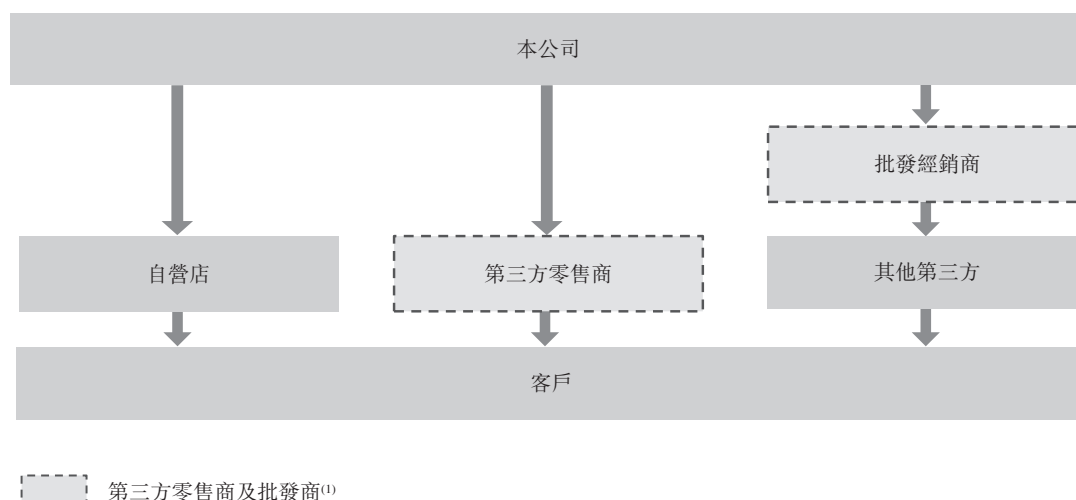 本公司
批發經銷商
自營店
第三方零售商
其他第三方
客戶
第三方零售商及批發商(1)